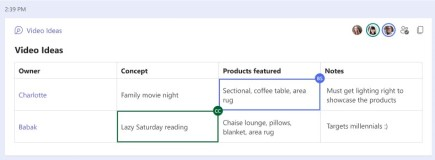 2:39 PM
Video Ideas
Video Ideas
Owner Concept Products featured Notes
Charlotte Family movie night Sectional, coffee table, area rug Must get lighting right to showcase the products
Babak Lazy Saturday reading Chaise lounge, pillows, blanket, area rug Targets millennials :)
CC